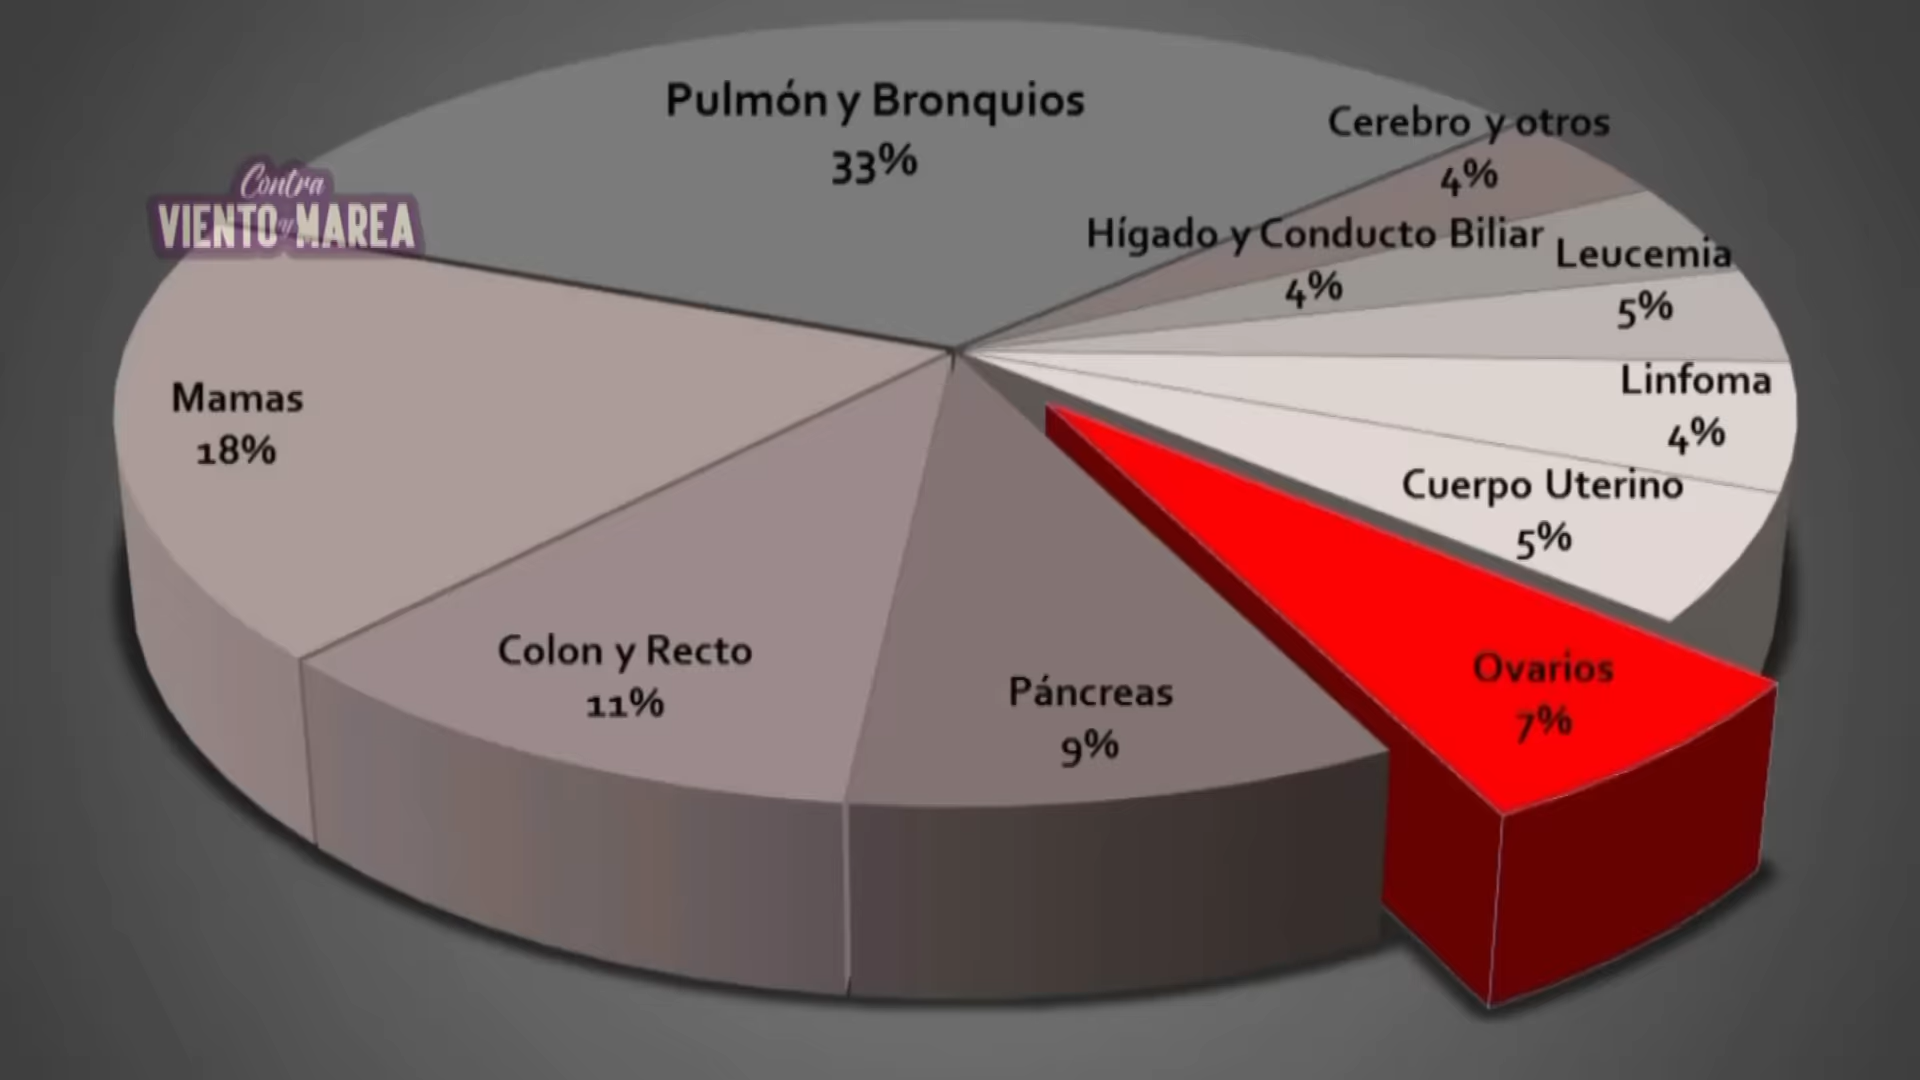 Pulmón y Bronquios
33%
Cerebro y otros
4%
Contra
VIENTO y MAREA
Hígado y Conducto Biliar
4%
Leucemia
5%
Linfoma
4%
Mamas
18%
Cuerpo Uterino
5%
Colon y Recto
11%
Páncreas
9%
Ovarios
7%